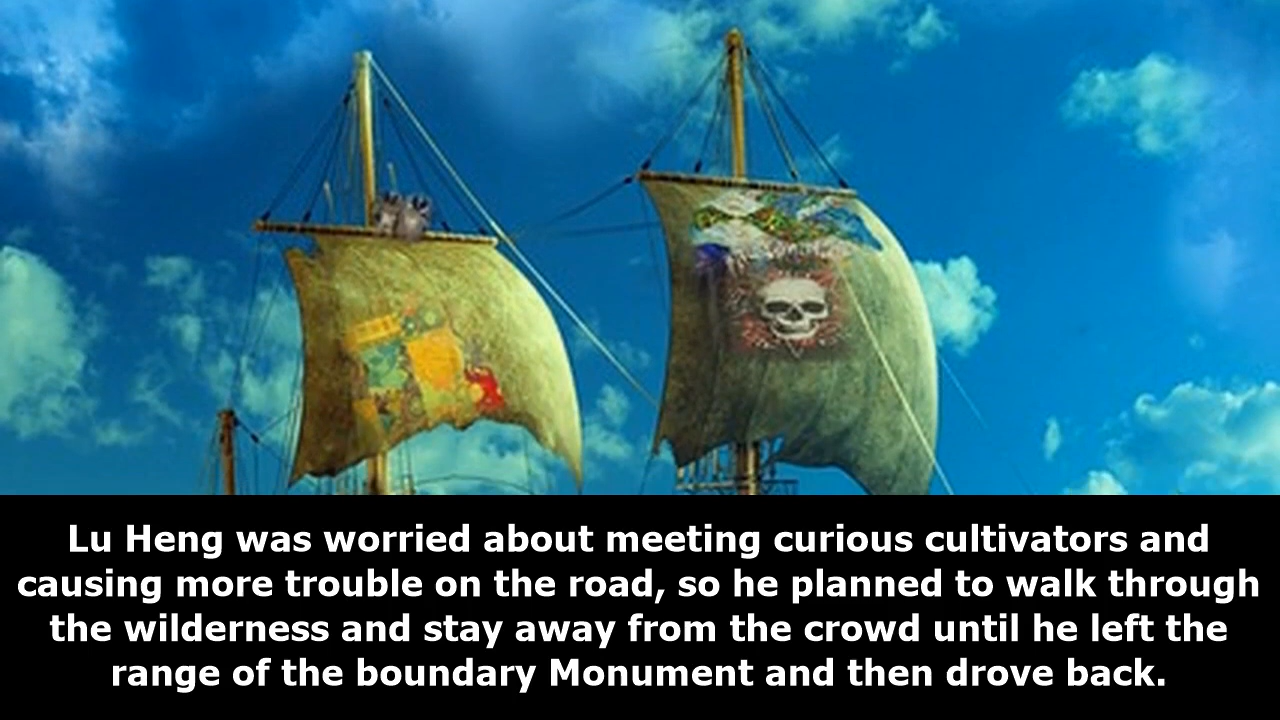 Lu Heng was worried about meeting curious cultivators and
causing more trouble on the road, so he planned to walk through
the wilderness and stay away from the crowd until he left the
range of the boundary Monument and then drove back.